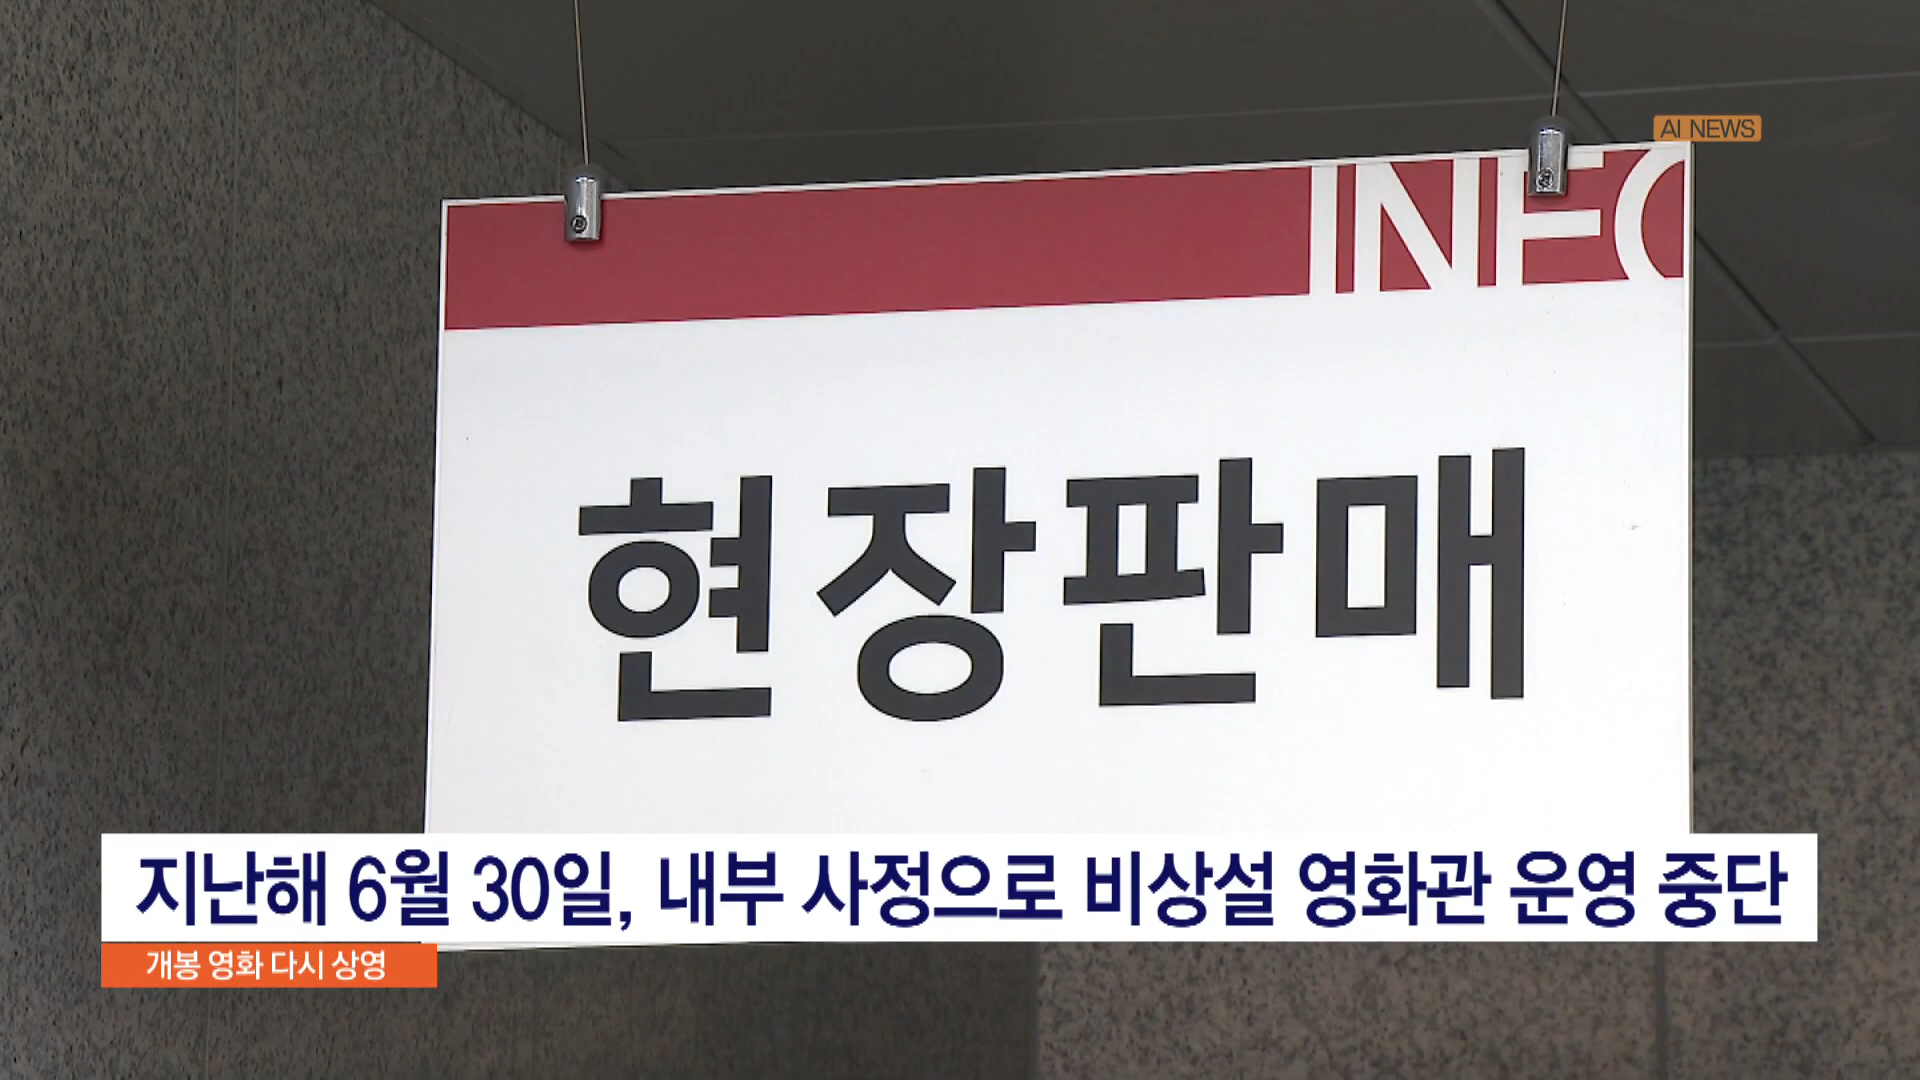 AI NEWS
INFO
현장판매
지난해 6월 30일, 내부 사정으로 비상설 영화관 운영 중단
개봉 영화 다시 상영